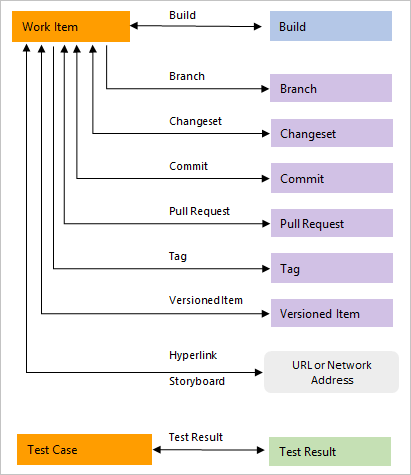 Work Item
Build
Build
Branch
Branch
Changeset
Changeset
Commit
Commit
Pull Request
Pull Request
Tag
Tag
Versioned Item
Versioned Item
Hyperlink
Storyboard
URL or Network
Address
Test Case
Test Result
Test Result